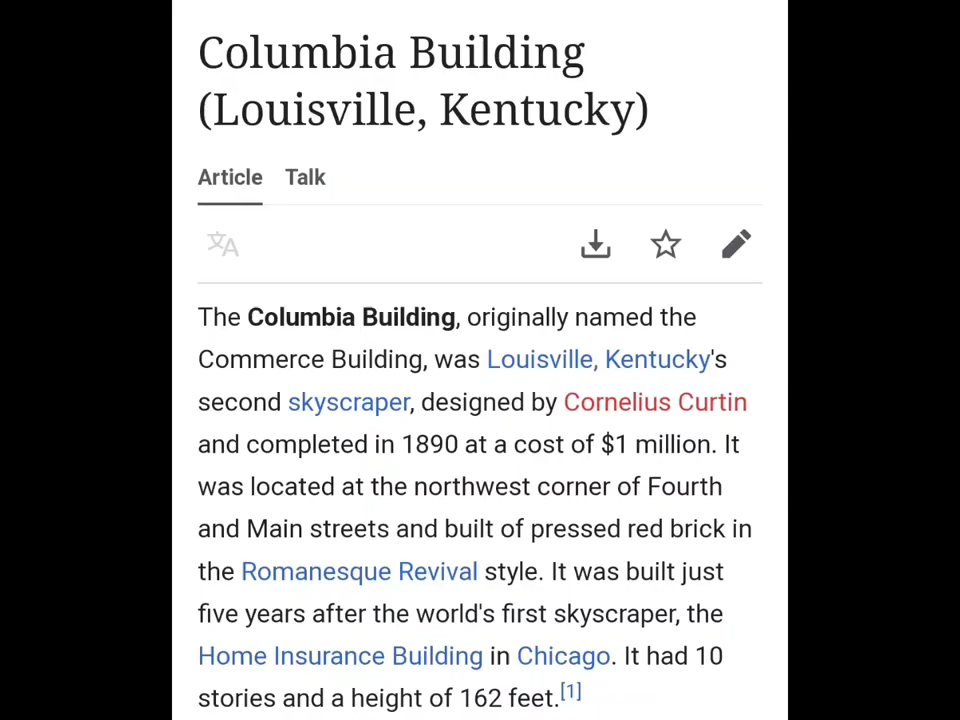 Columbia Building
(Louisville, Kentucky)
Article Talk
文A
The Columbia Building, originally named the
Commerce Building, was Louisville, Kentucky's
second skyscraper, designed by Cornelius Curtin
and completed in 1890 at a cost of $1 million. It
was located at the northwest corner of Fourth
and Main streets and built of pressed red brick in
the Romanesque Revival style. It was built just
five years after the world's first skyscraper, the
Home Insurance Building in Chicago. It had 10
stories and a height of 162 feet.[1]